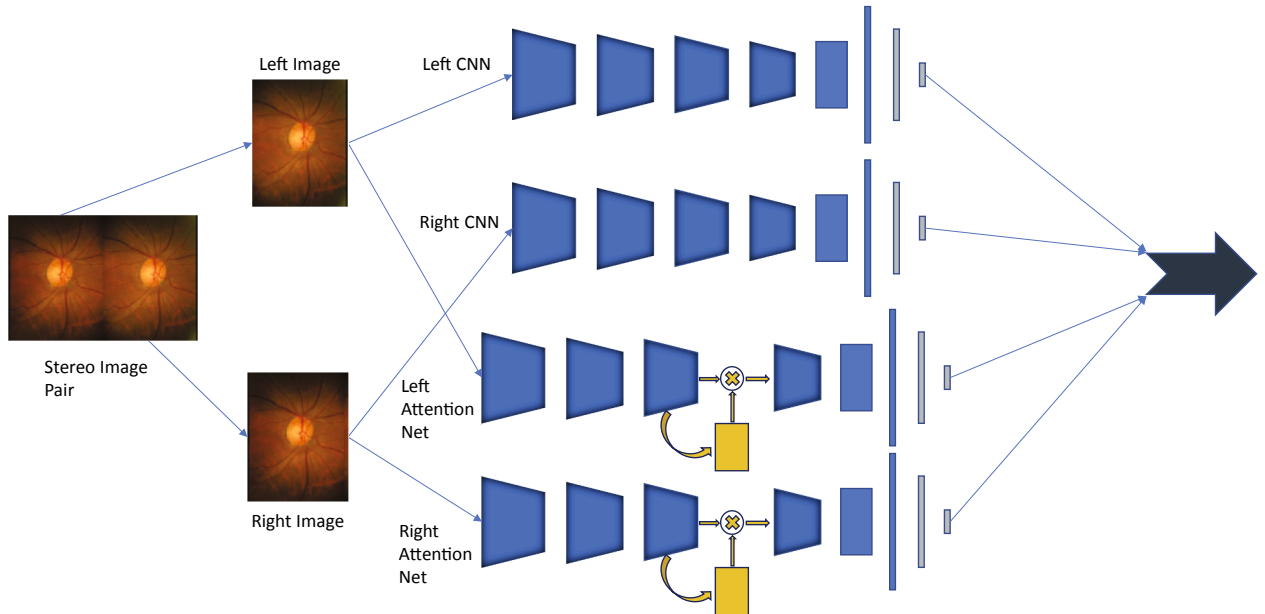 Left Image
Left CNN
Right CNN
Stereo Image
Pair
Left
Attention
Net
Right Image
Right
Attention
Net